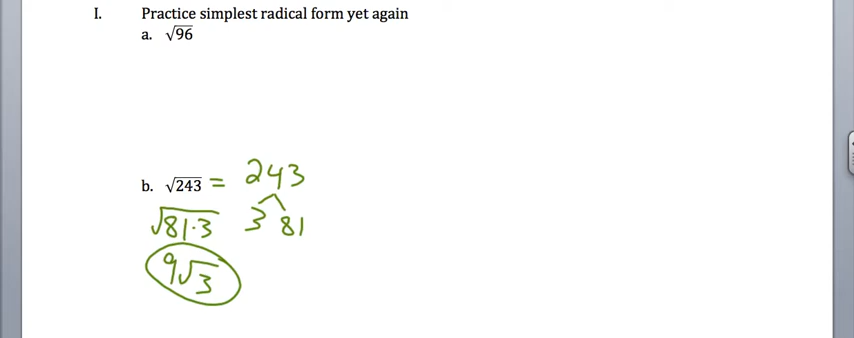 I. Practice simplest radical form yet again
a. √96
b. √243 = 243
√81·3 3 81
9√3